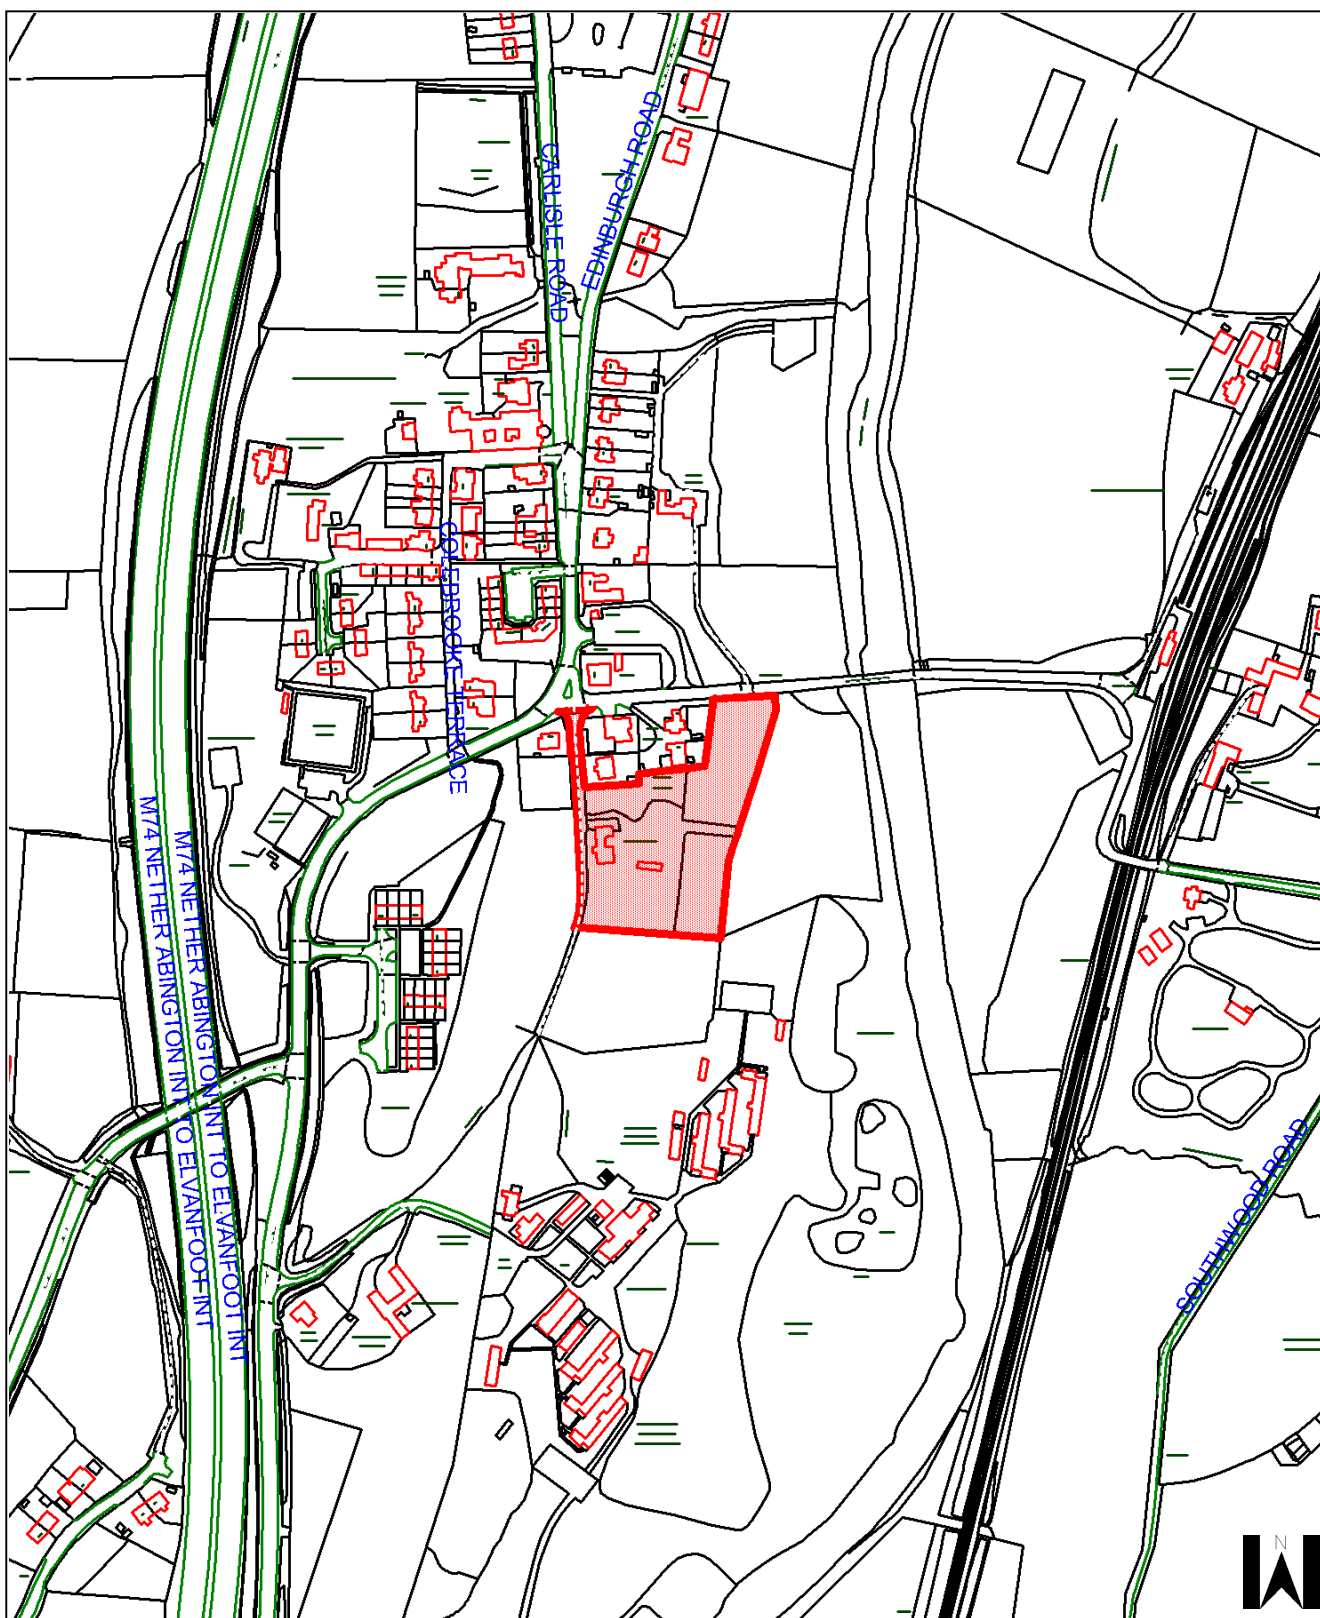 CARLISLE ROAD
EDINBURGH ROAD
COLEBROOKE TERRACE
M74 NETHER ABINGTON INT TO ELVANFOOT INT
M74 NETHER ABINGTON INT TO ELVANFOOT INT
SOUTHWOOD ROAD
N